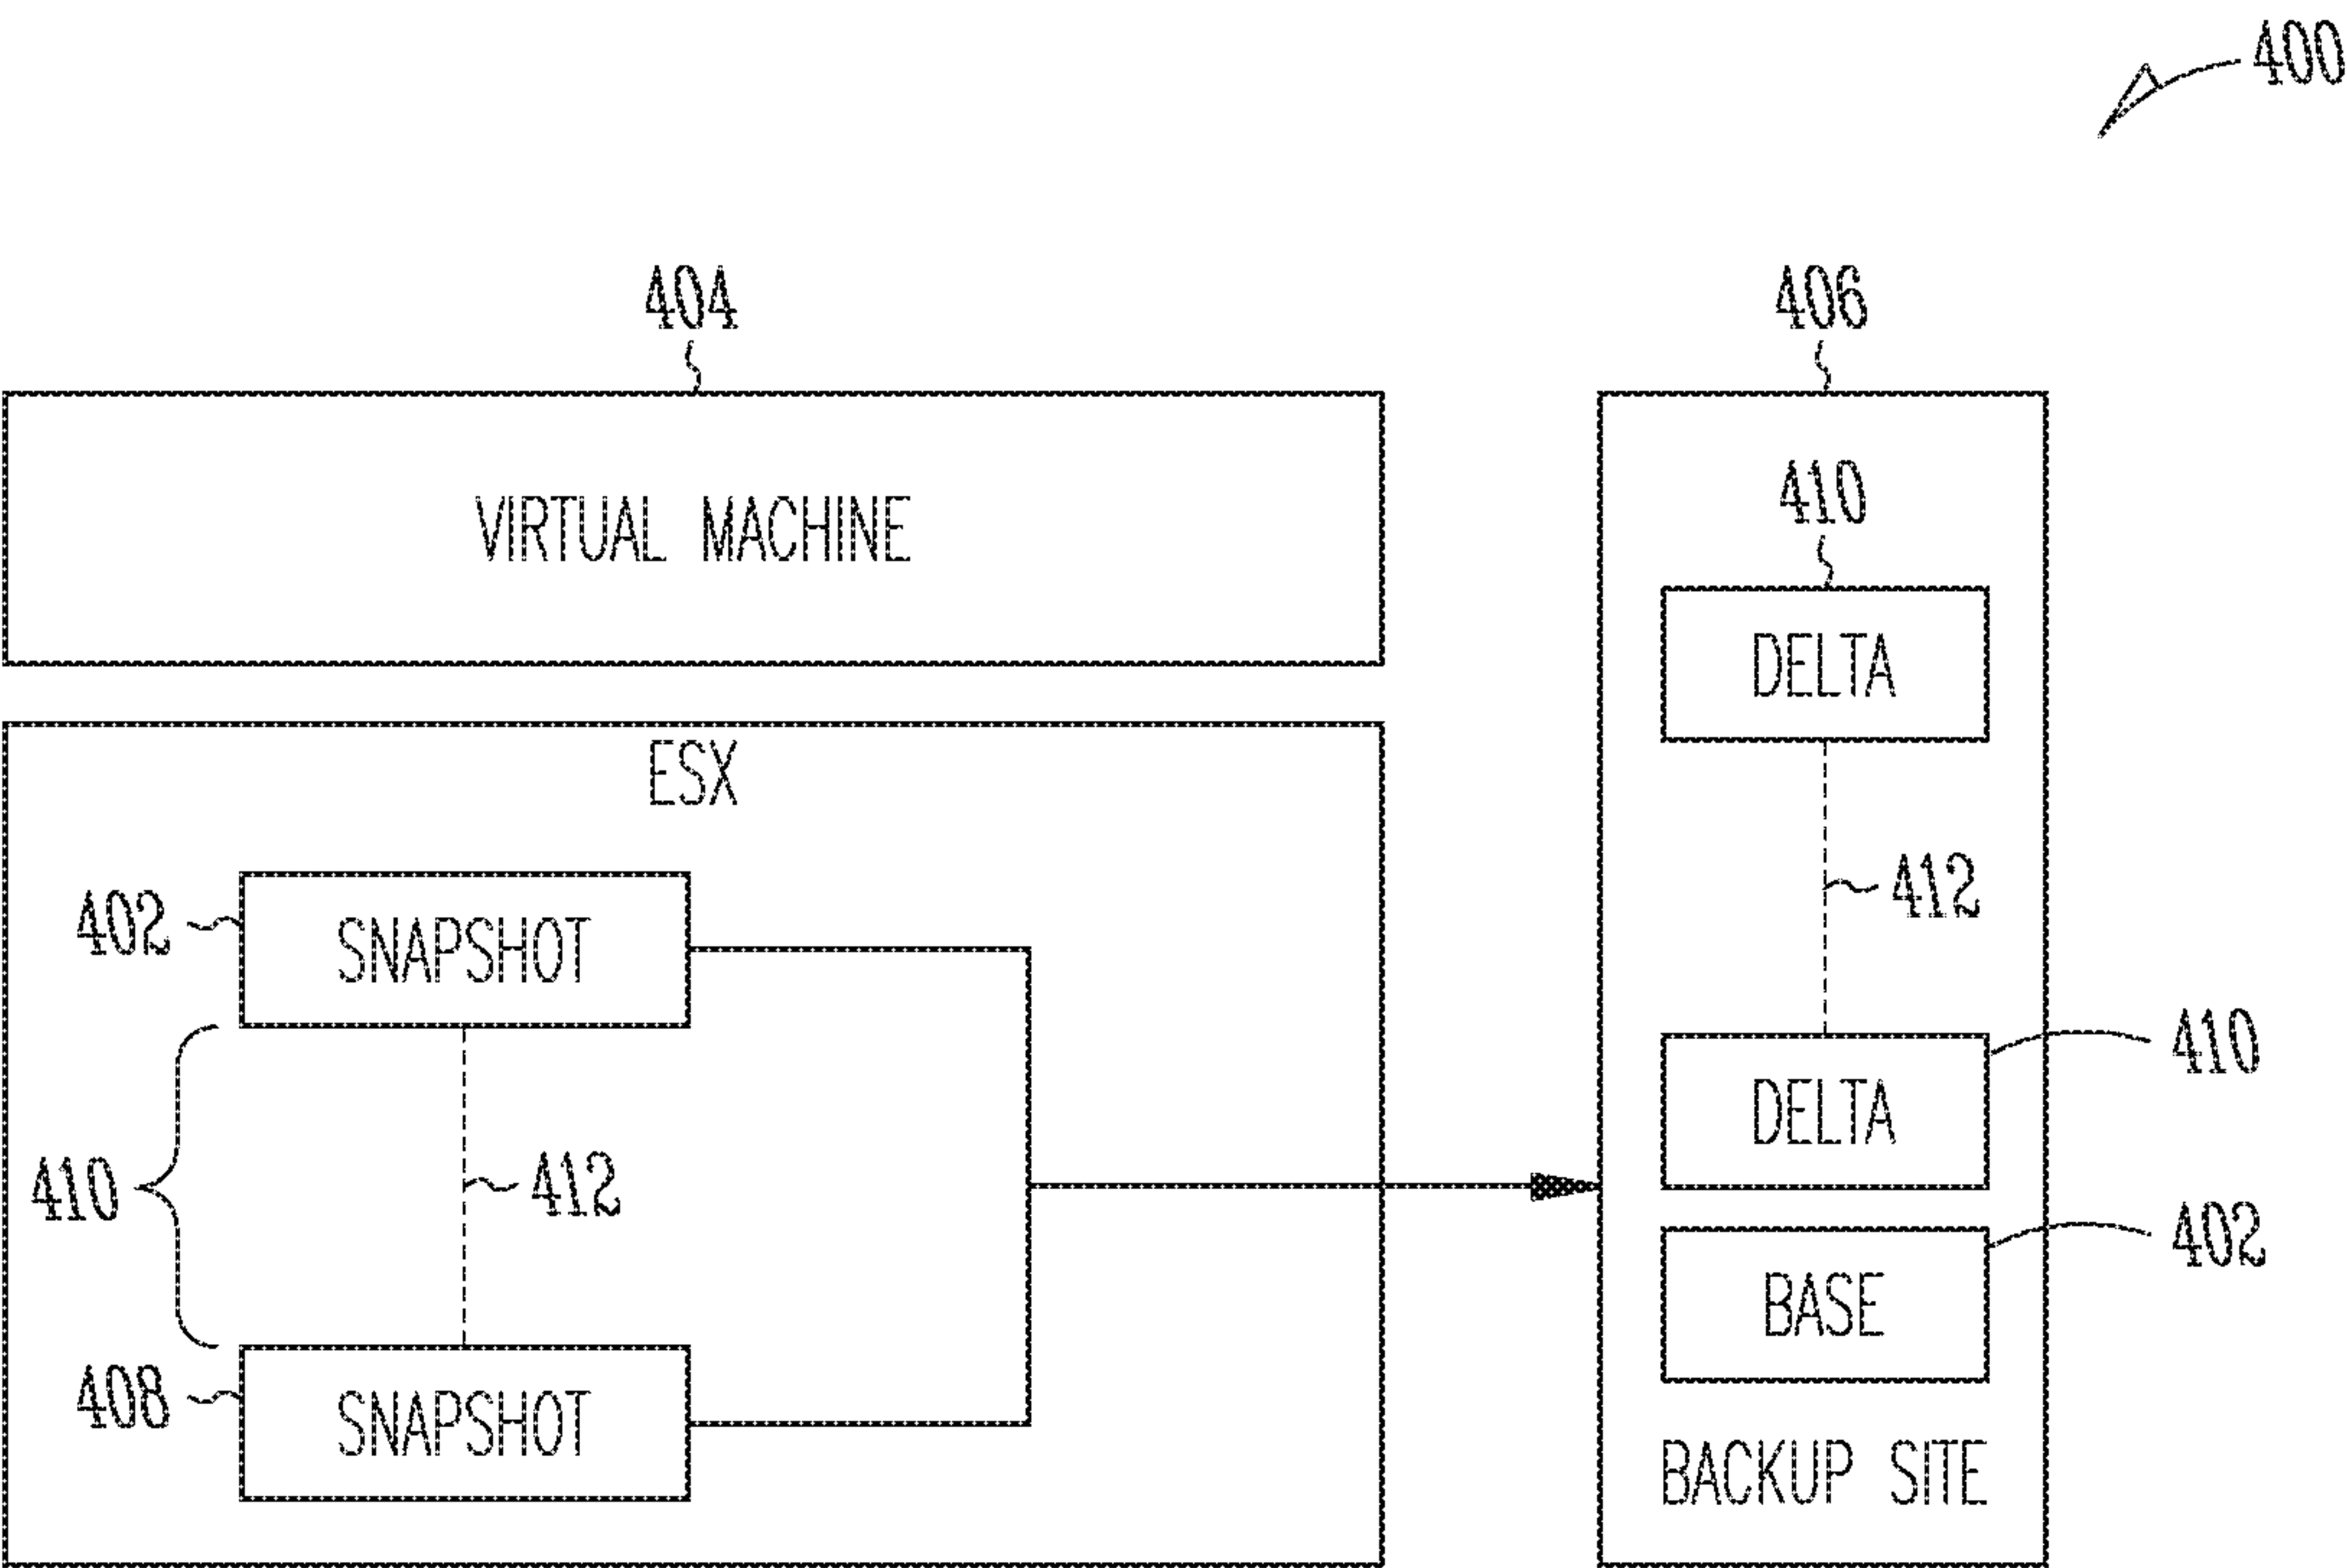 400
404
406
VIRTUAL MACHINE
410
DELTA
ESX
412
402
SNAPSHOT
410
DELTA
410
412
402
BASE
408
SNAPSHOT
BACKUP SITE